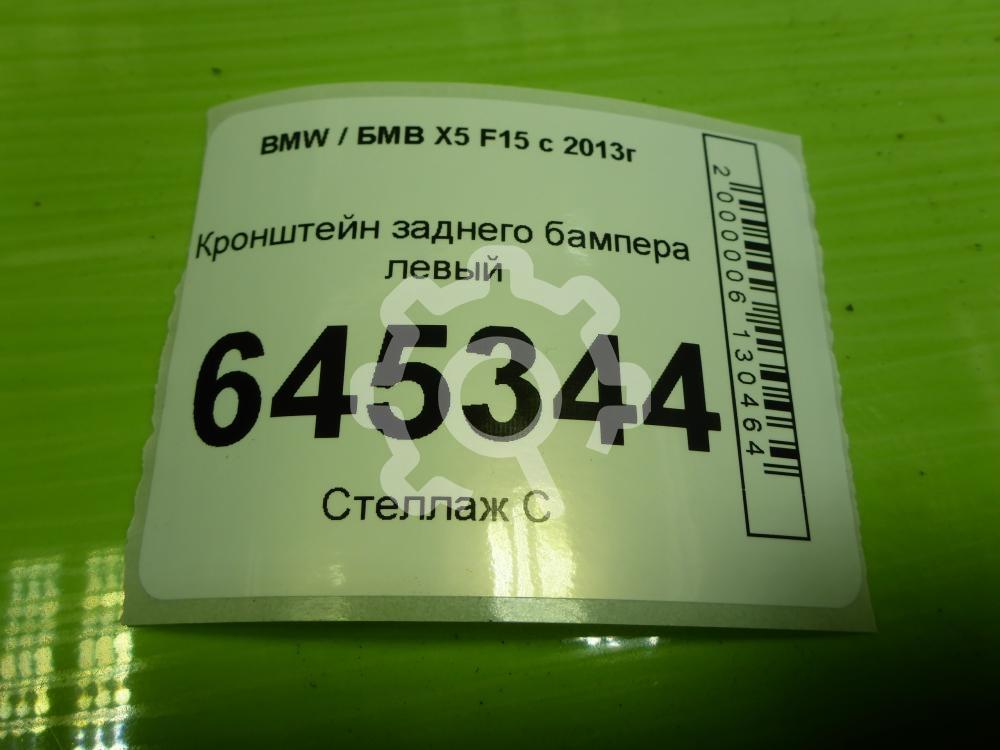 BMW / БМВ X5 F15 с 2013г
Кронштейн заднего бампера
левый
645344
Стеллаж С
2000006130464